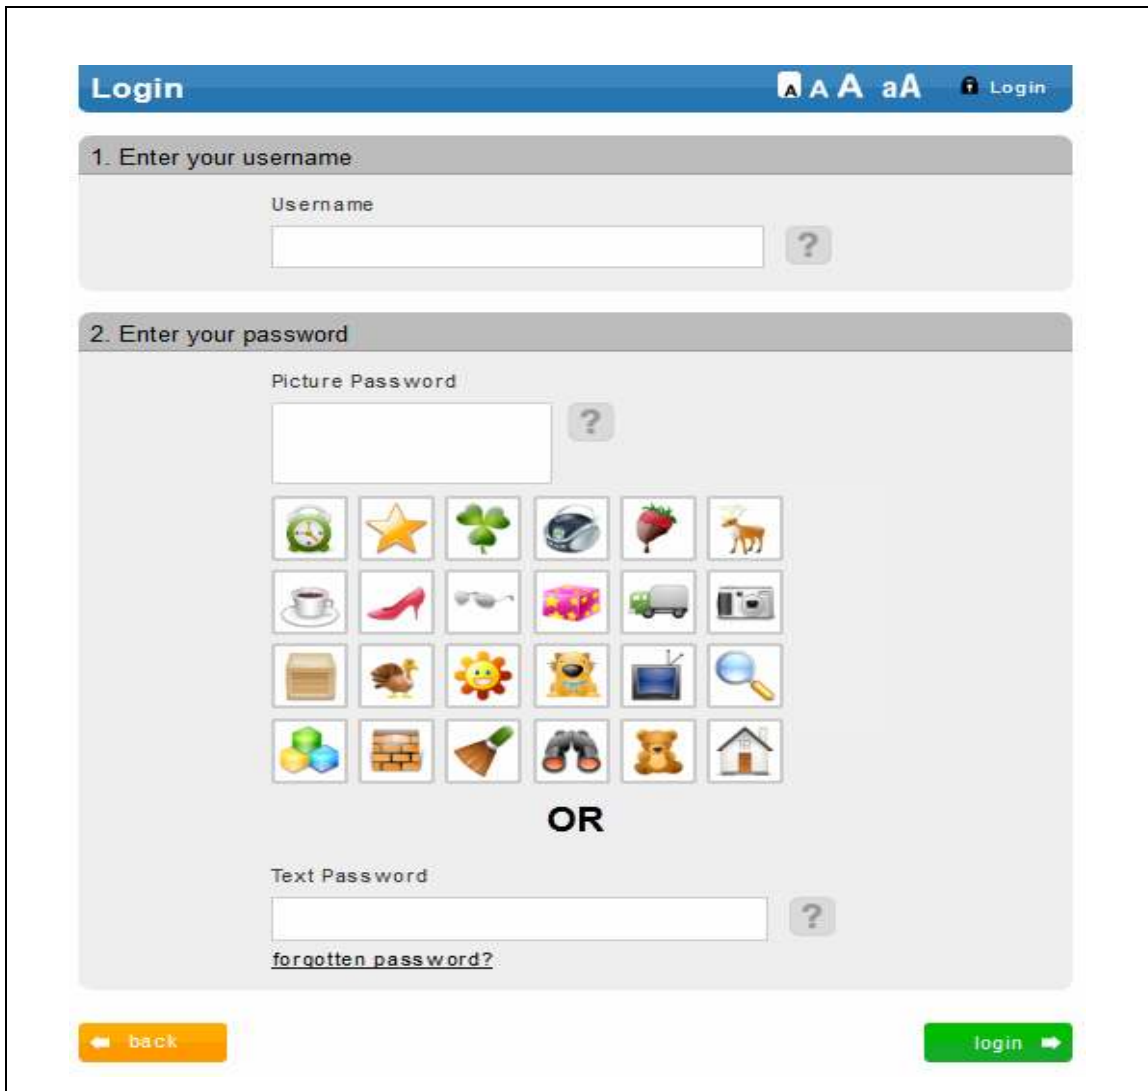 Login A A A aA Login
1. Enter your username
Username
?
2. Enter your password
Picture Password
?
OR
Text Password
?
forgotten password?
back login